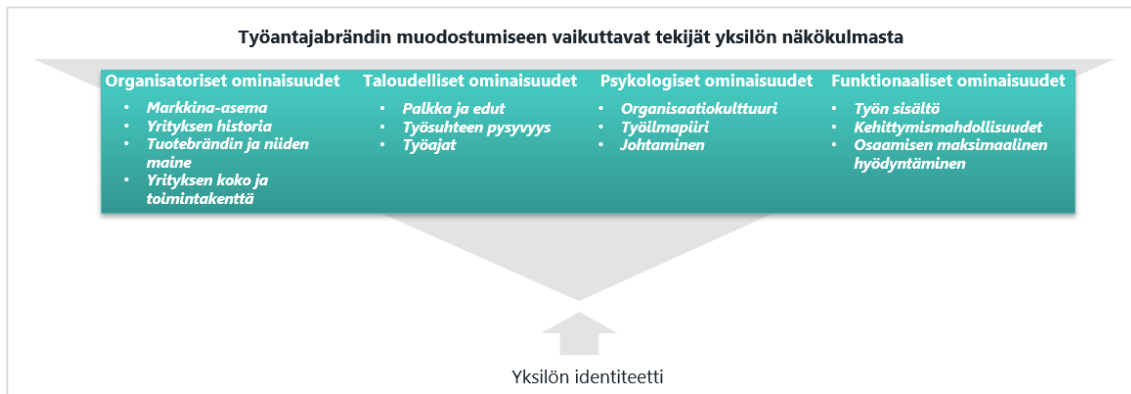 Työantajabrändin muodostumiseen vaikuttavat tekijät yksilön näkökulmasta
Organisatoriset ominaisuudet
• Markkina-asema
• Yrityksen historia
• Tuotebrändin ja niiden
maine
• Yrityksen koko ja
toimintakenttä
Taloudelliset ominaisuudet
• Palkka ja edut
• Työsuhteen pysyvyys
• Työajat
Psykologiset ominaisuudet
• Organisaatiokulttuuri
• Työilmapiiri
• Johtaminen
Funktionaaliset ominaisuudet
• Työn sisältö
• Kehittymismahdollisuudet
• Osaamisen maksimaalinen
hyödyntäminen
Yksilön identiteetti